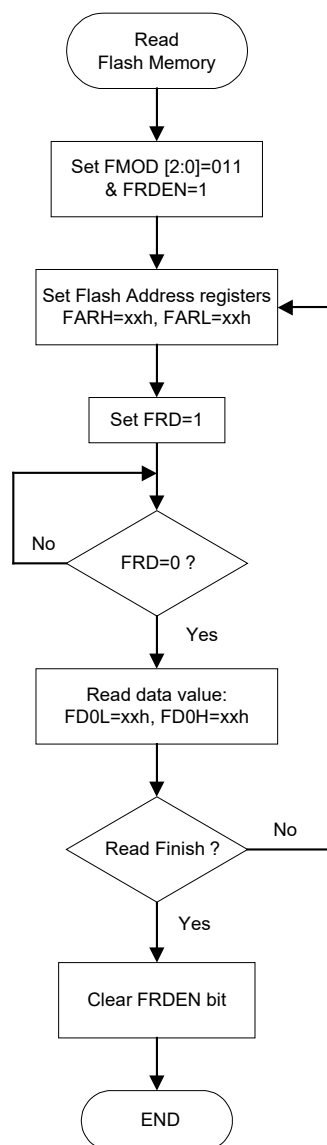 Read
Flash Memory
Set FMOD [2:0]=011
& FRDEN=1
Set Flash Address registers
FARH=xxh, FARL=xxh
Set FRD=1
No
FRD=0 ?
Yes
Read data value:
FD0L=xxh, FD0H=xxh
Read Finish ?
No
Yes
Clear FRDEN bit
END